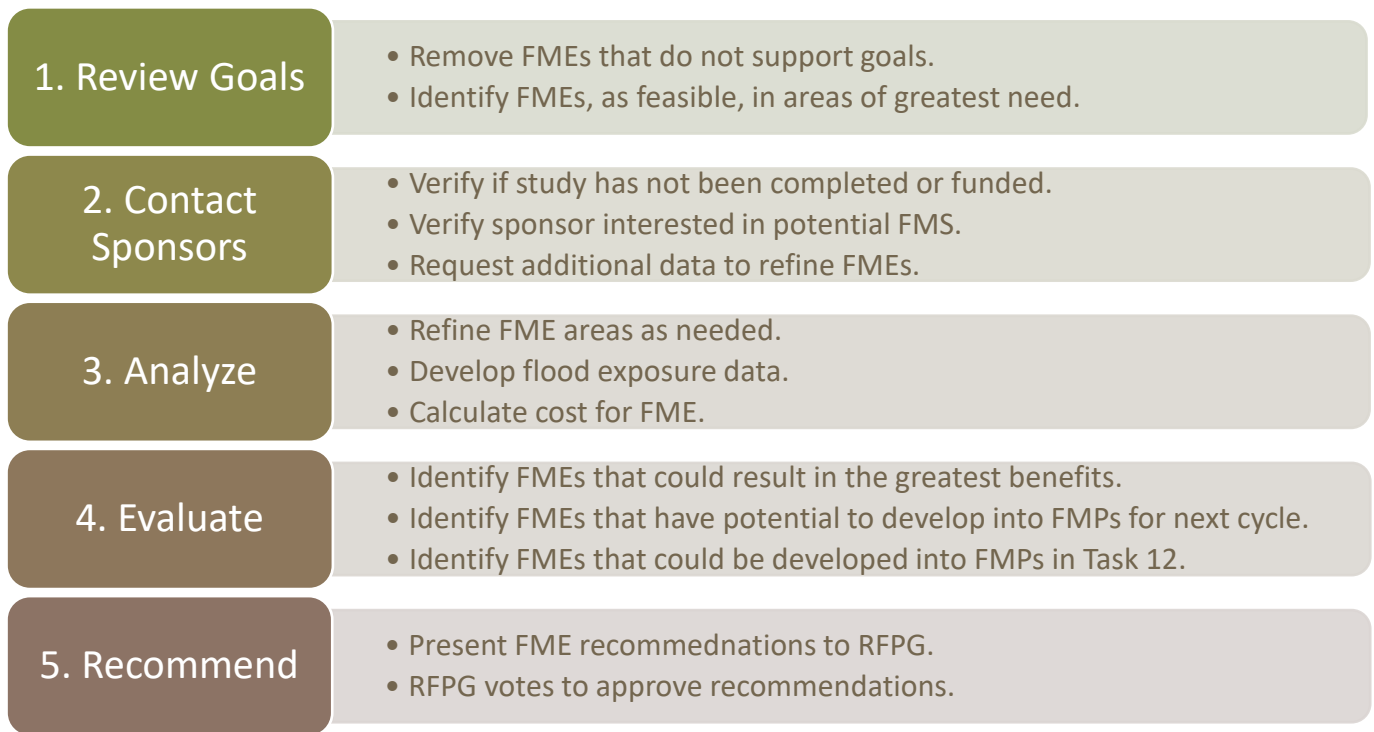 1. Review Goals
• Remove FMEs that do not support goals.
• Identify FMEs, as feasible, in areas of greatest need.
2. Contact
Sponsors
• Verify if study has not been completed or funded.
• Verify sponsor interested in potential FMS.
• Request additional data to refine FMEs.
3. Analyze
• Refine FME areas as needed.
• Develop flood exposure data.
• Calculate cost for FME.
4. Evaluate
• Identify FMEs that could result in the greatest benefits.
• Identify FMEs that have potential to develop into FMPs for next cycle.
• Identify FMEs that could be developed into FMPs in Task 12.
5. Recommend
• Present FME recommednations to RFPG.
• RFPG votes to approve recommendations.